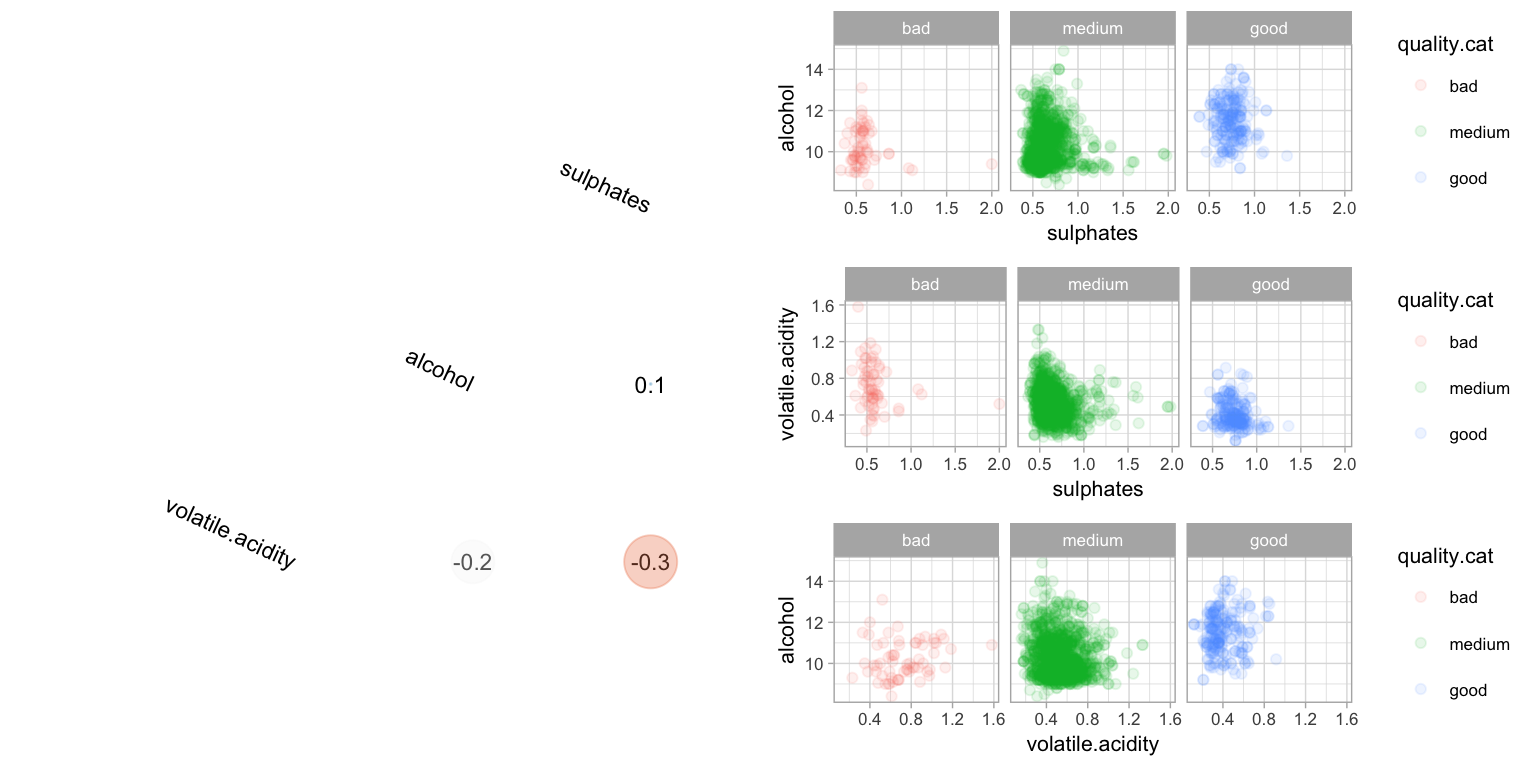 sulphates
alcohol
0.1
volatile.acidity
-0.2
-0.3
bad medium good
alcohol
14
12
10
0.5 1.0 1.5 2.0 0.5 1.0 1.5 2.0 0.5 1.0 1.5 2.0
sulphates
quality.cat
bad
medium
good
bad medium good
volatile.acidity
1.6
1.2
0.8
0.4
0.5 1.0 1.5 2.0 0.5 1.0 1.5 2.0 0.5 1.0 1.5 2.0
sulphates
quality.cat
bad
medium
good
bad medium good
alcohol
14
12
10
0.4 0.8 1.2 1.6 0.4 0.8 1.2 1.6 0.4 0.8 1.2 1.6
volatile.acidity
quality.cat
bad
medium
good